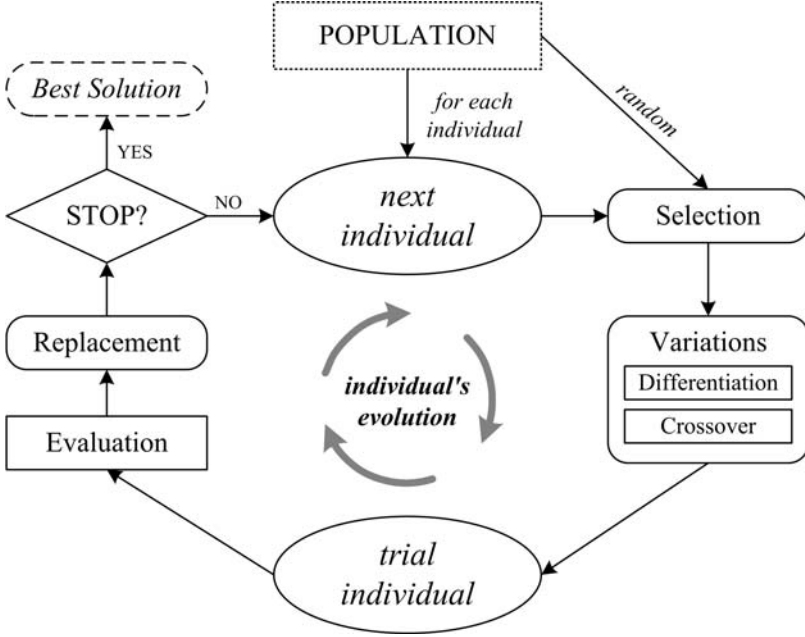 POPULATION
Best Solution
for each
individual
random
YES
STOP?
NO
next
individual
Selection
Replacement
Variations
Differentiation
Crossover
individual's
evolution
Evaluation
trial
individual